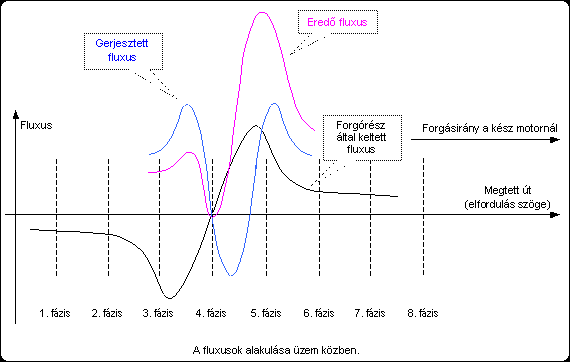 Eredő fluxus
Gerjesztett
fluxus
Fluxus
Forgórész
által keltett
fluxus
Forgásirány a kész motornál
Megtett út
(elfordulás szöge)
1. fázis
2. fázis
3. fázis
4. fázis
5. fázis
6. fázis
7. fázis
8. fázis
A fluxusok alakulása üzem közben.